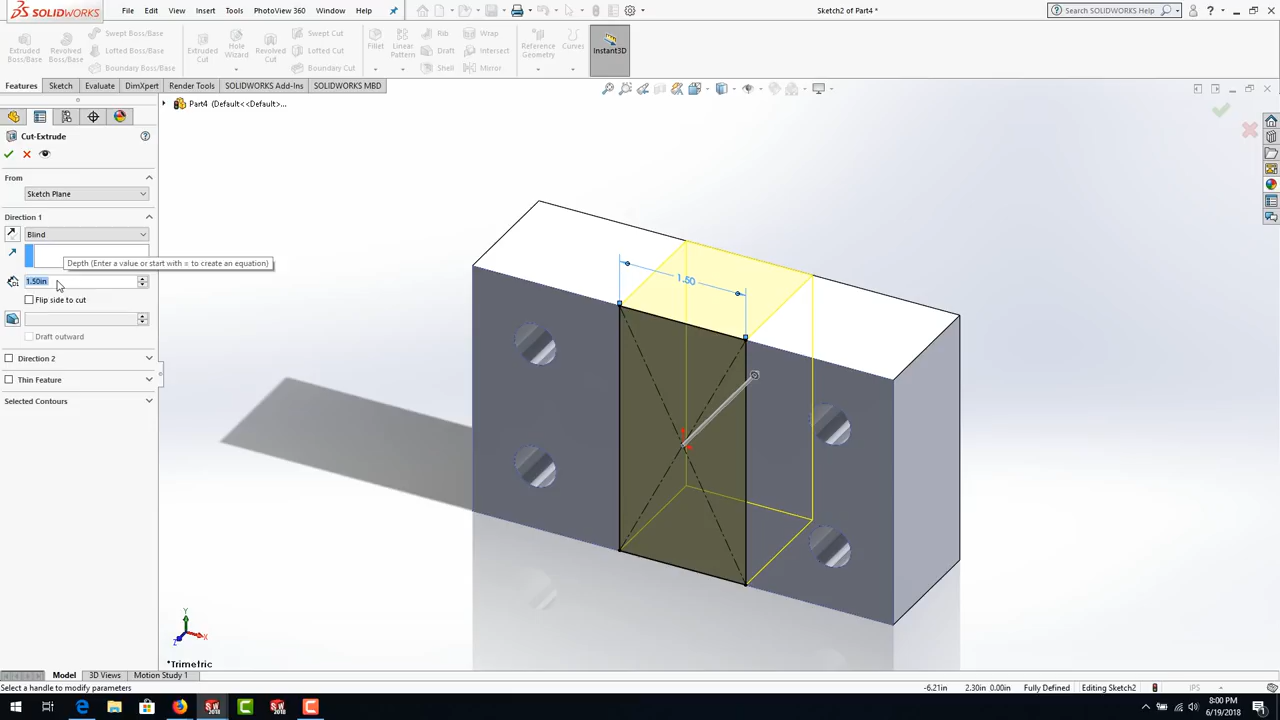 SOLIDWORKS File Edit View Insert Tools PhotoView 360 Window Help Sketch2 of Part4 * Search SOLIDWORKS Help
Extruded Boss/Base
Revolved Boss/Base
Swept Boss/Base
Lofted Boss/Base
Boundary Boss/Base
Extruded Cut
Hole Wizard
Revolved Cut
Swept Cut
Lofted Cut
Boundary Cut
Fillet
Linear Pattern
Rib
Draft
Shell
Wrap
Intersect
Mirror
Reference Geometry
Curves
Instant3D
Features Sketch Evaluate DimXpert Render Tools SOLIDWORKS Add-Ins SOLIDWORKS MBD
Part4 (Default<<Default>...
Cut-Extrude
From
Sketch Plane
Direction 1
Blind
Depth (Enter a value or start with = to create an equation)
1.50in
Flip side to cut
Draft outward
Direction 2
Thin Feature
Selected Contours
1.50
Y
X
Z
*Trimetric
Model 3D Views Motion Study 1
Select a handle to modify parameters -6.21in 2.30in 0.00in Fully Defined Editing Sketch2 IPS
8:00 PM
6/19/2018